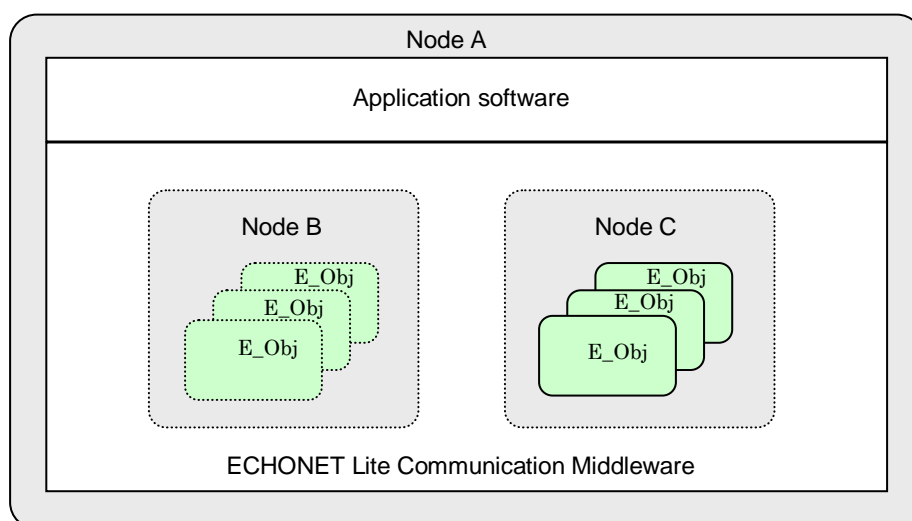 Node A
Application software
Node B
Node C
E_Obj
E_Obj
E_Obj
E_Obj
E_Obj
E_Obj
ECHONET Lite Communication Middleware